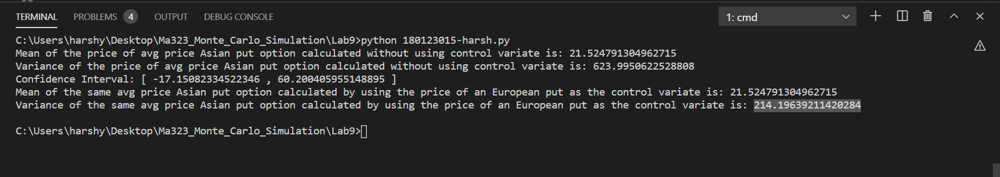 TERMINAL PROBLEMS 4 OUTPUT DEBUG CONSOLE 1: cmd
C:\Users\harshy\Desktop\Ma323_Monte_Carlo_Simulation\Lab9>python 180123015-harsh.py
Mean of the price of avg price Asian put option calculated without using control variate is: 21.524791304962715
Variance of the price of avg price Asian put option calculated without using control variate is: 623.9950622528808
Confidence Interval: [ -17.15082334522346 , 60.200405955148895 ]
Mean of the same avg price Asian put option calculated by using the price of an European put as the control variate is: 21.524791304962715
Variance of the same avg price Asian put option calculated by using the price of an European put as the control variate is: 214.19639211420284
C:\Users\harshy\Desktop\Ma323_Monte_Carlo_Simulation\Lab9>